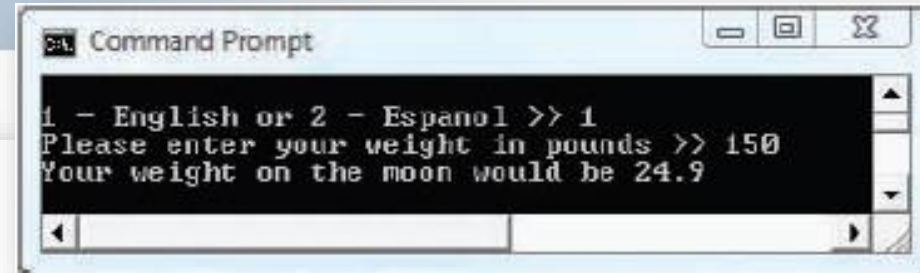 Command Prompt
1 - English or 2 - Espanol >> 1
Please enter your weight in pounds >> 150
Your weight on the moon would be 24.9